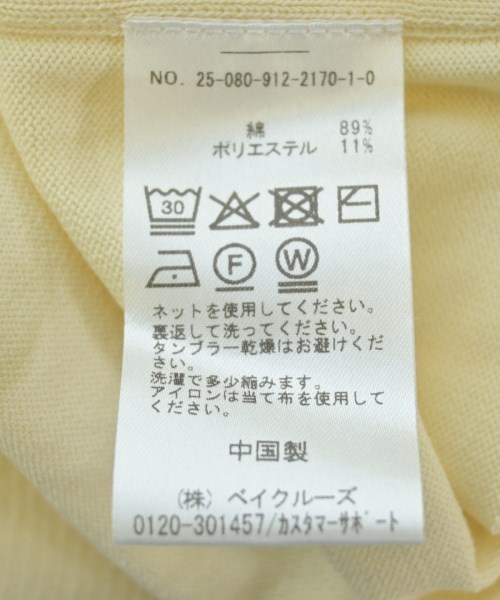 NO. 25-080-912-2170-1-0
綿 89%
ポリエステル 11%
30
F W
ネットを使用してください。
裏返して洗ってください。
タンブラー乾燥はお避けくだ
さい。
洗濯で多少縮みます。
アイロンは当て布を使用して
ください。
中国製
(株) ベイクルーズ
0120-301457/カスタマーサポート